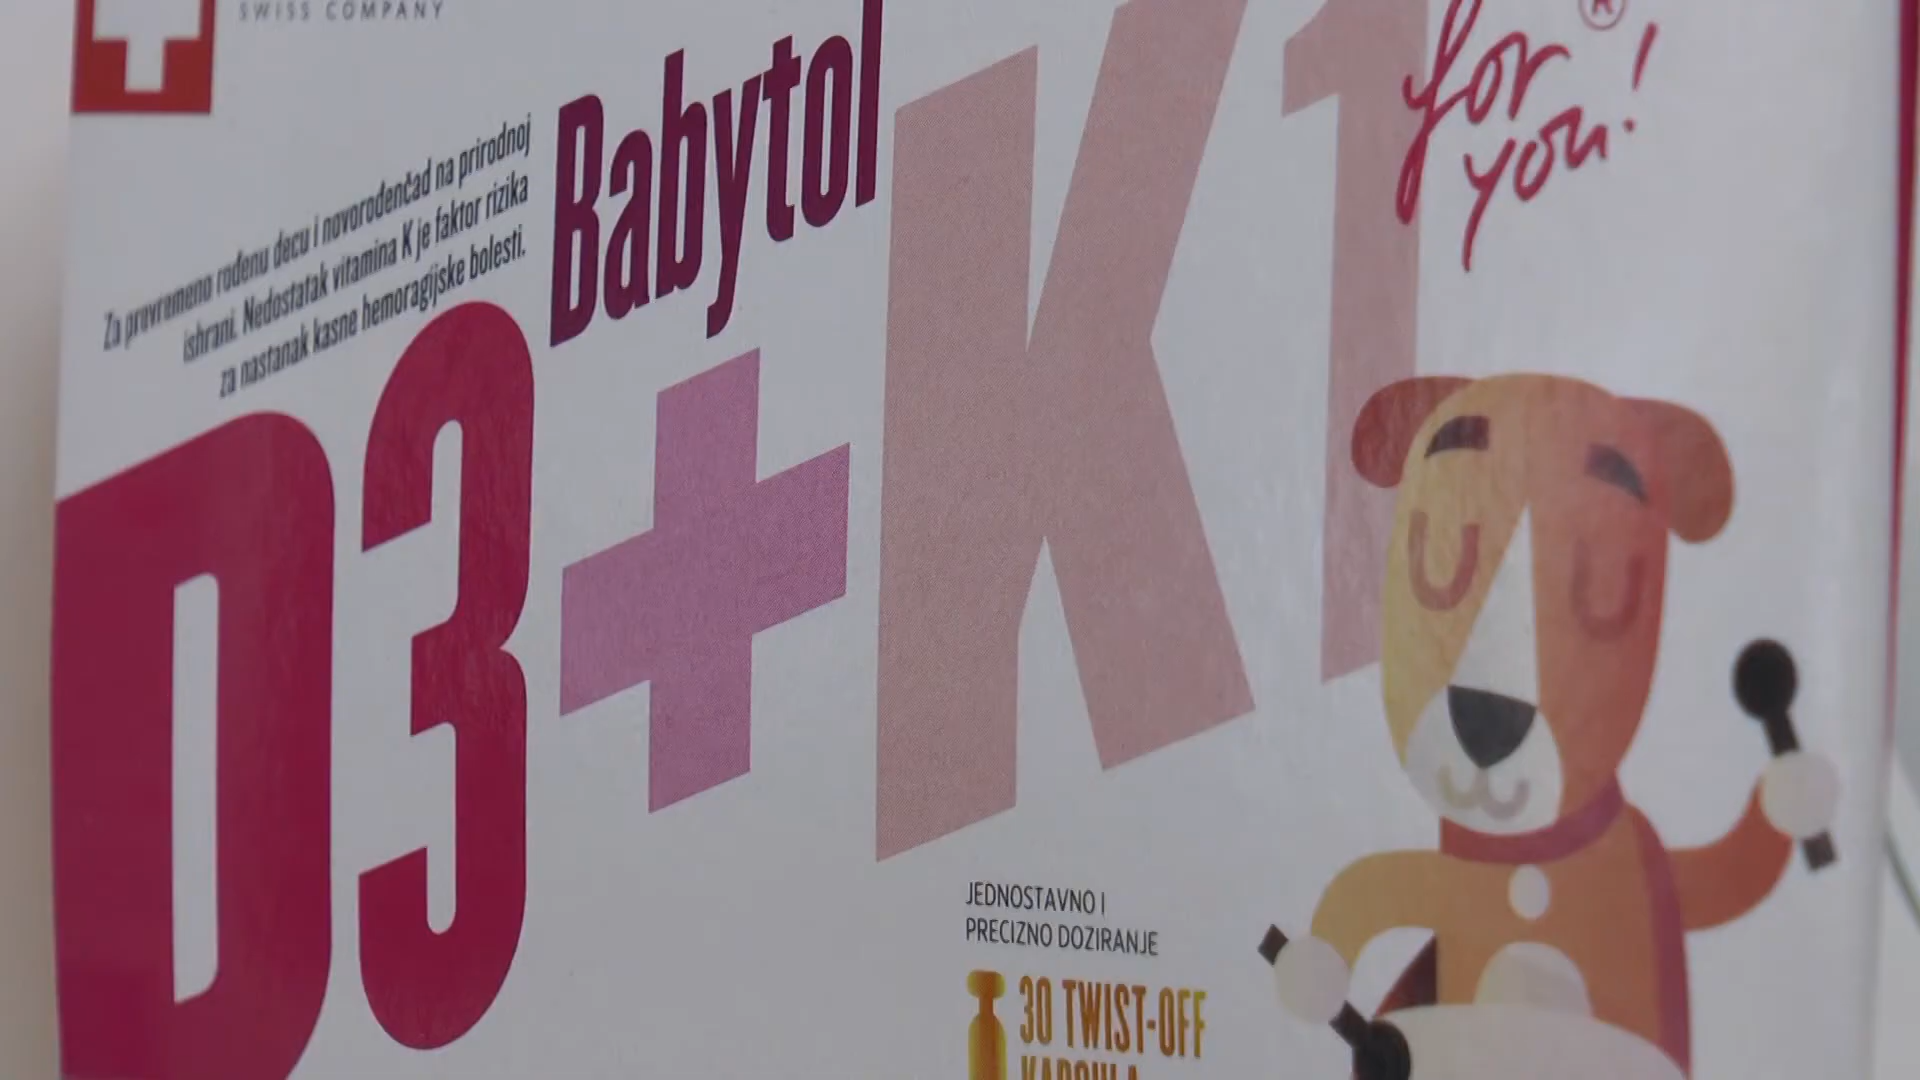 SWISS COMPANY
Za prevremeno rođenu decu i novorođenčad na prirodnoj
ishrani. Nedostatak vitamina K je faktor rizika
za nastanak kasne hemoragijske bolesti.
Babytol
D3+K1
for
you!
®
JEDNOSTAVNO I
PRECIZNO DOZIRANJE
30 TWIST-OFF
KAPSULA